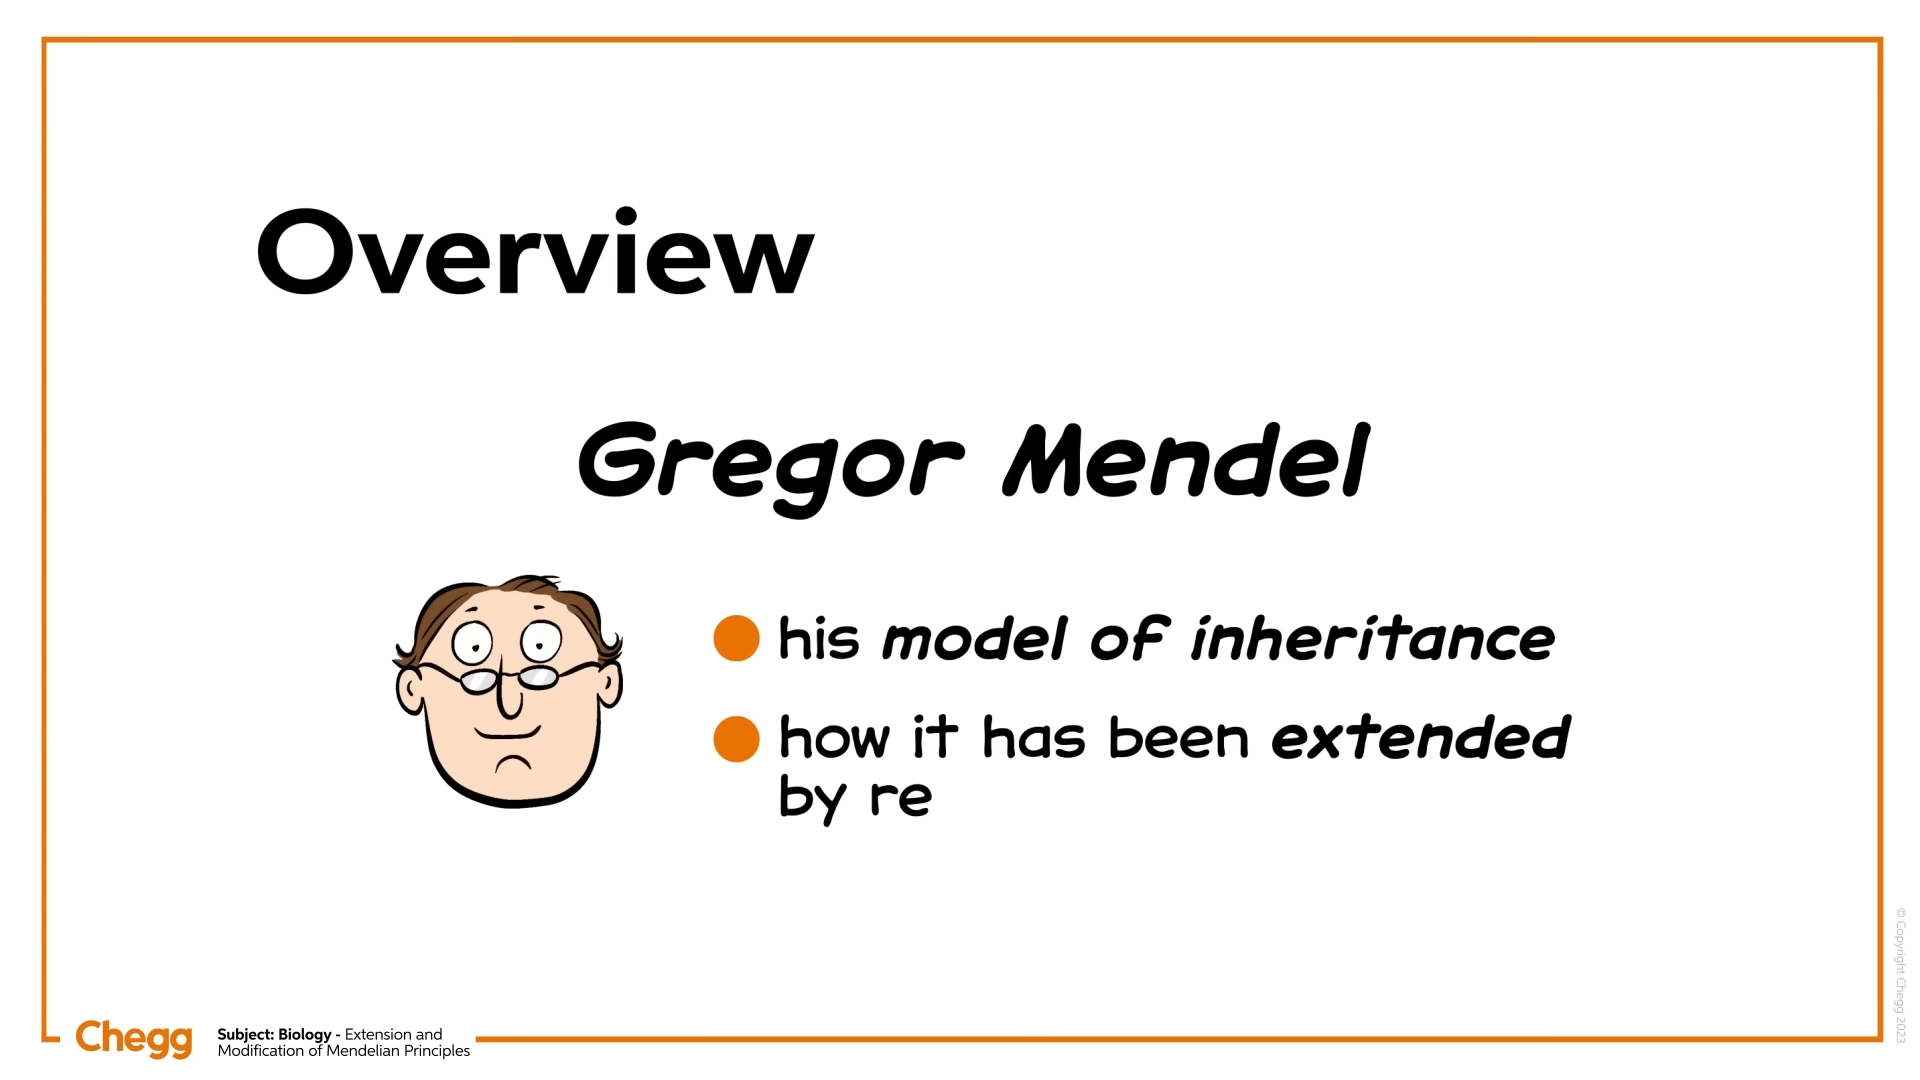 Overview
Gregor Mendel
his model of inheritance
how it has been extended
by re
Chegg
Subject: Biology - Extension and
Modification of Mendelian Principles
© Copyright Chegg 2023